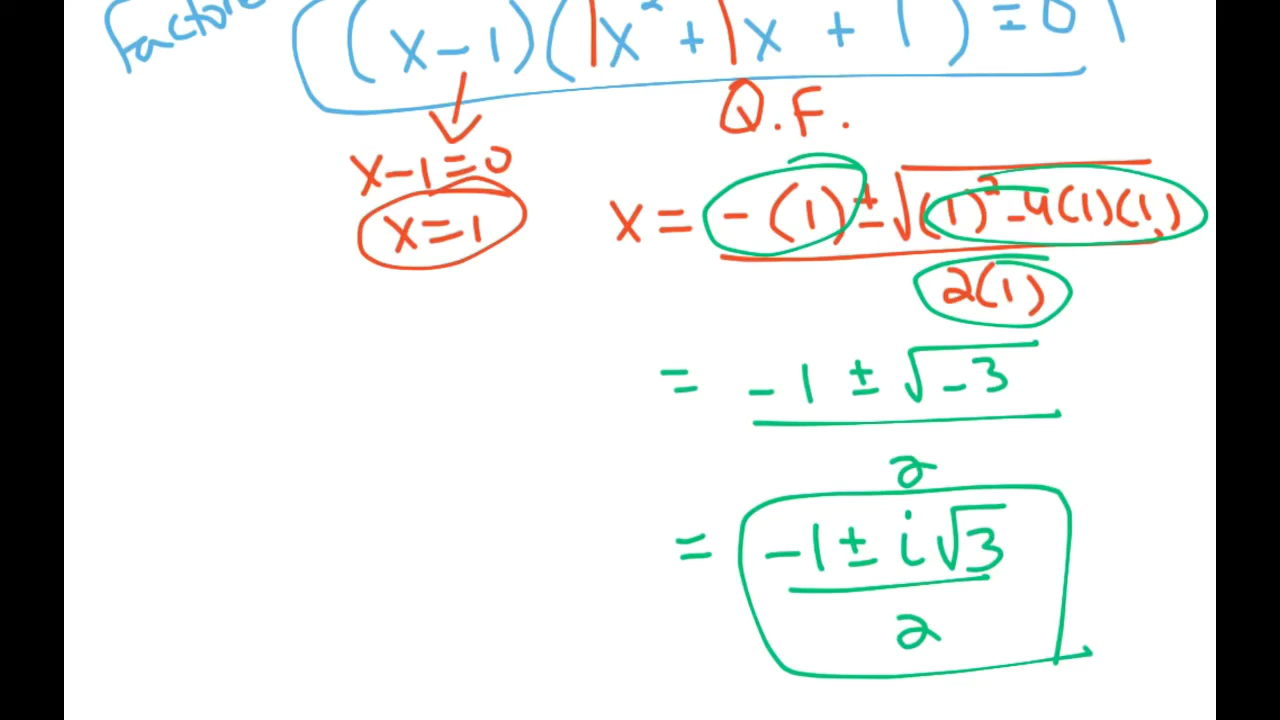 Factored
(x-1)(1x²+1x+1)=0
Q.F.
x-1=0
x=1
x = -(1) ± √(1)²-4(1)(1)
2(1)
= -1 ± √-3
2
= -1 ± i√3
2